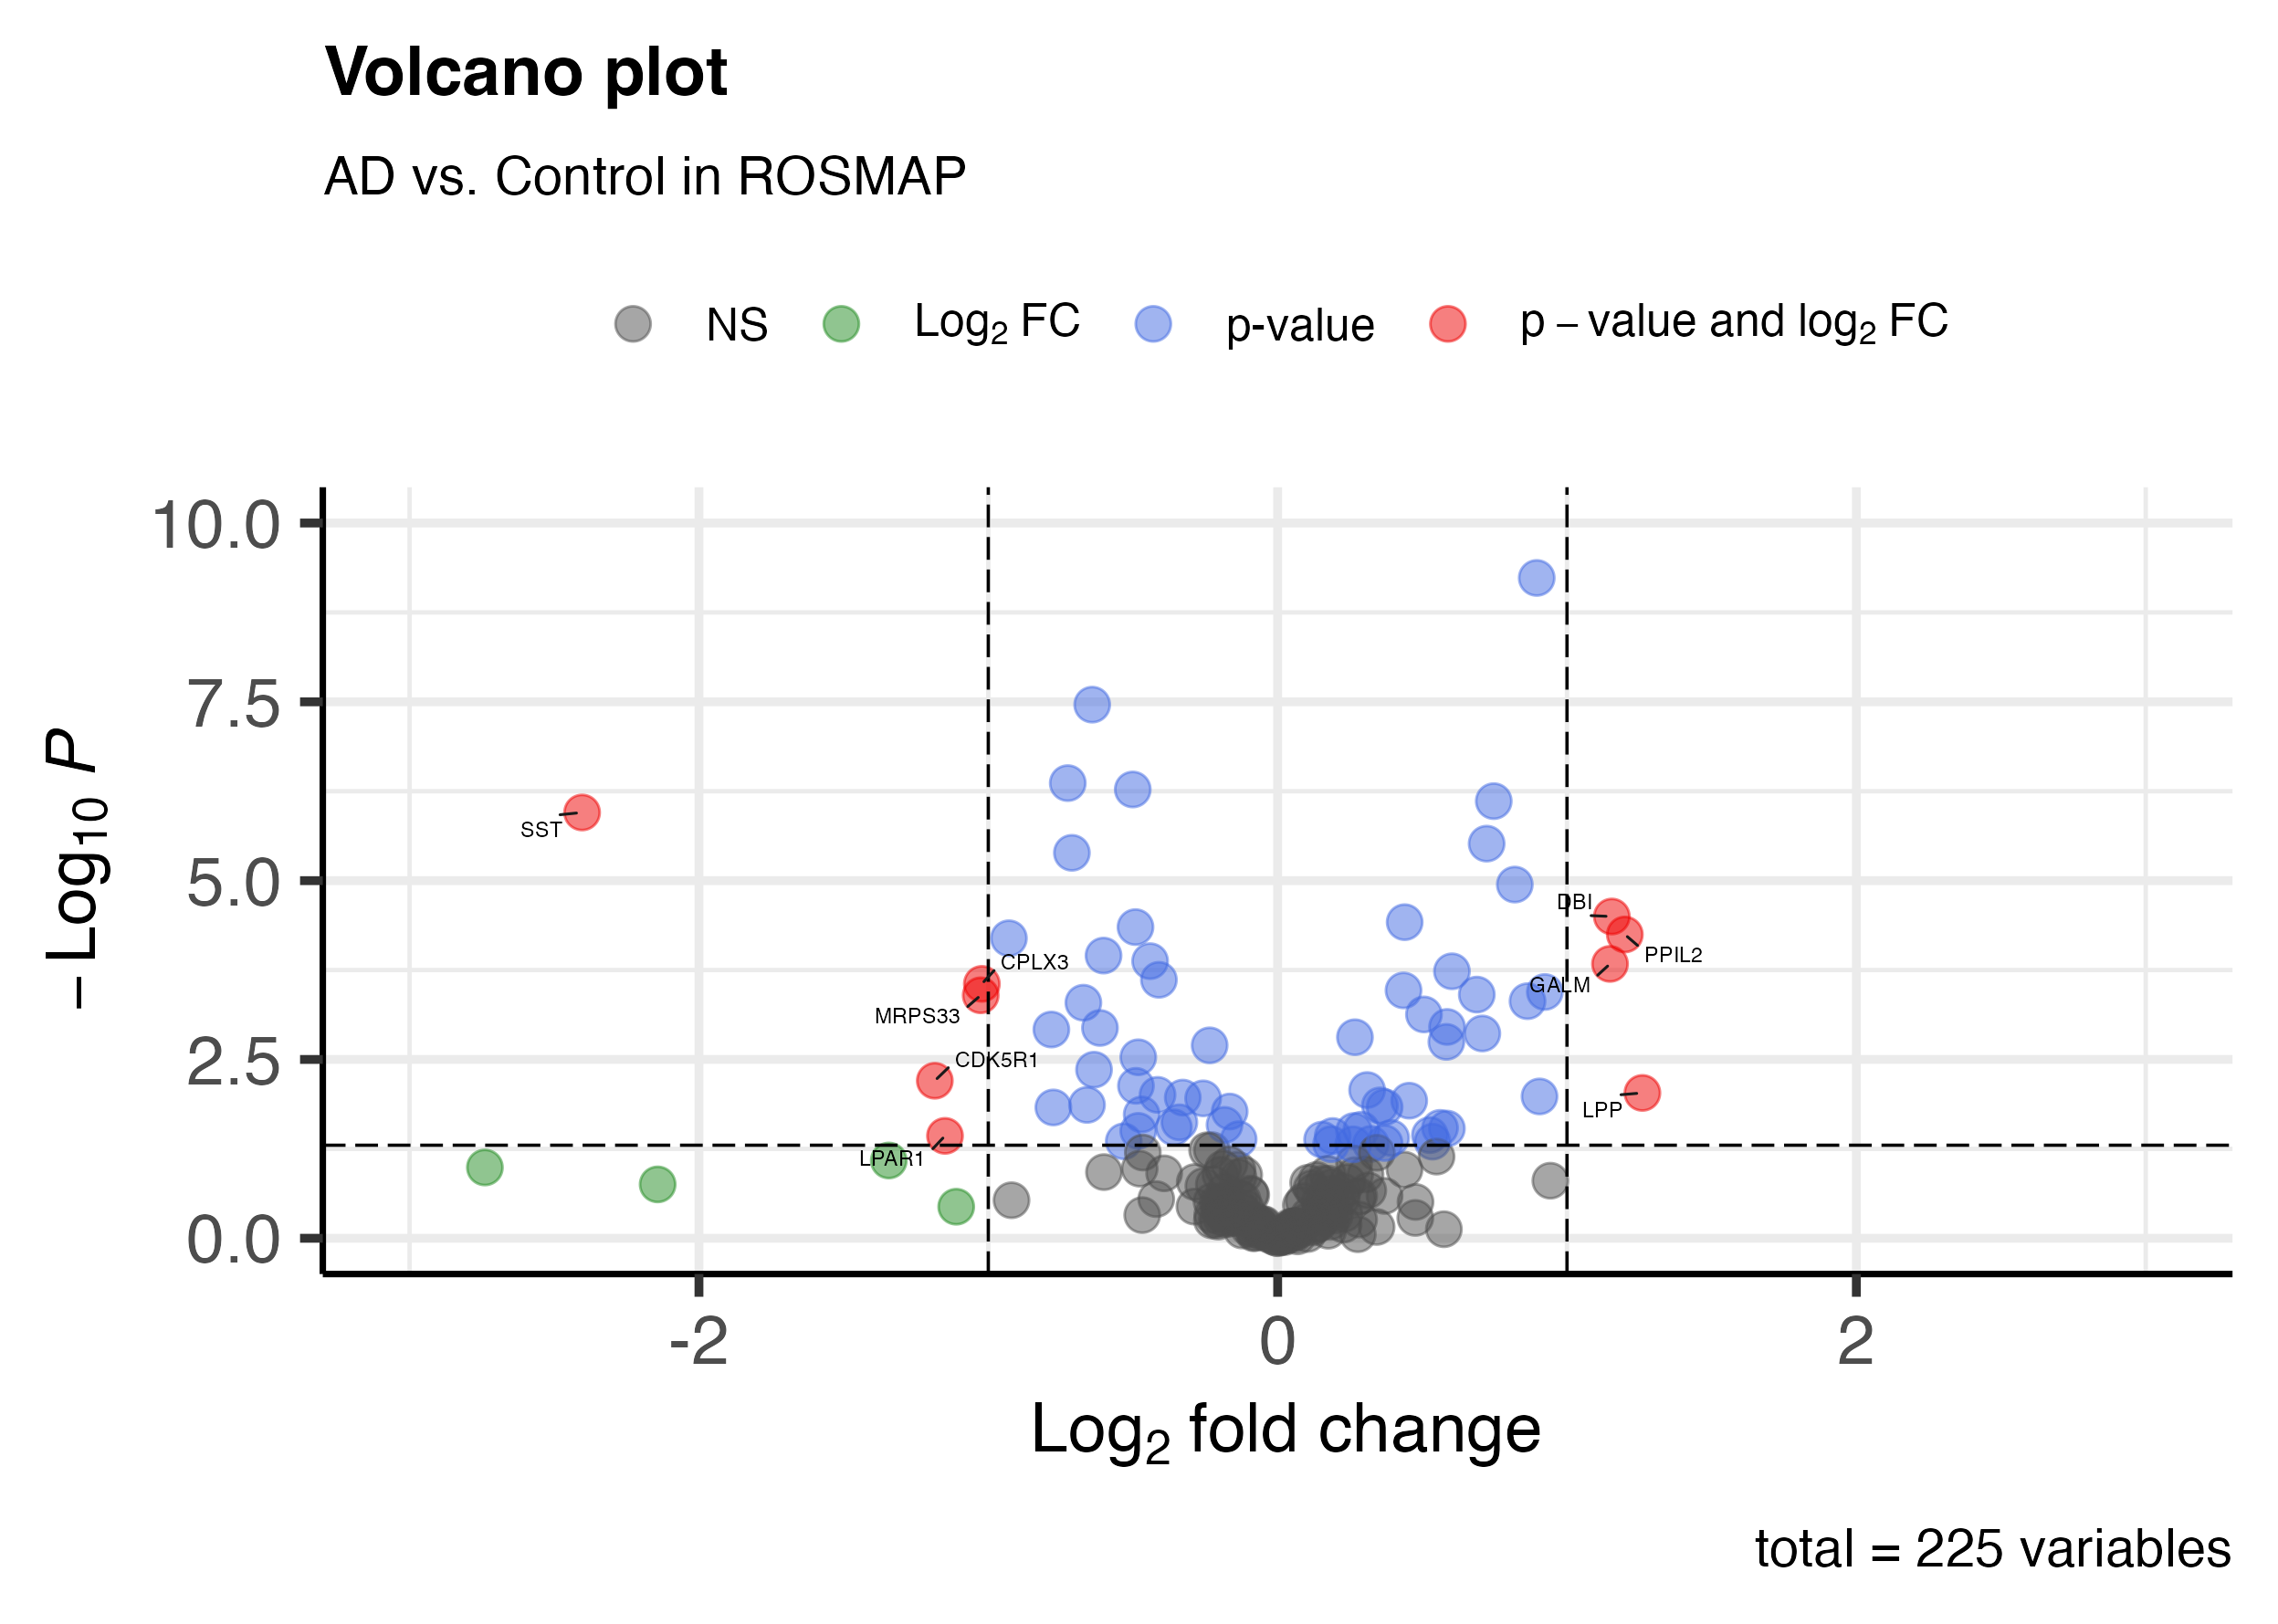 Volcano plot
AD vs. Control in ROSMAP
NS Log₂ FC p-value p − value and log₂ FC
10.0
7.5
5.0
2.5
0.0
− Log₁₀ P
SST
DBI
PPIL2
CPLX3
GALM
MRPS33
CDK5R1
LPP
LPAR1
-2 0 2
Log₂ fold change
total = 225 variables